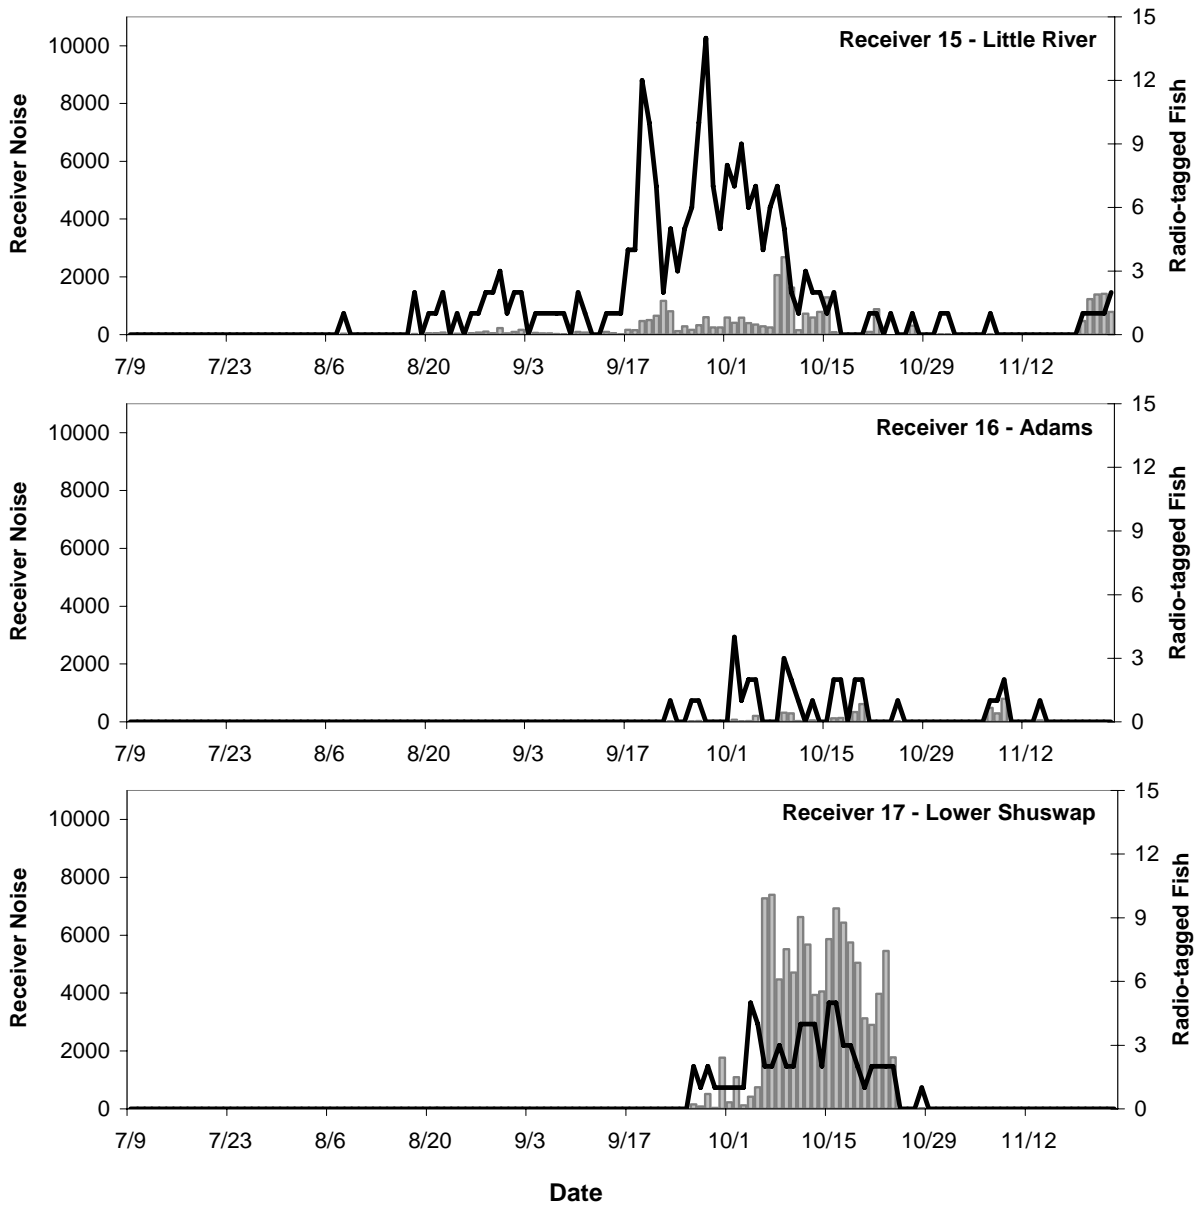 Receiver 15 - Little River
Receiver Noise
10000
8000
6000
4000
2000
0
15
12
9
6
3
0
Radio-tagged Fish
7/9 7/23 8/6 8/20 9/3 9/17 10/1 10/15 10/29 11/12
Receiver 16 - Adams
Receiver Noise
10000
8000
6000
4000
2000
0
15
12
9
6
3
0
Radio-tagged Fish
7/9 7/23 8/6 8/20 9/3 9/17 10/1 10/15 10/29 11/12
Receiver 17 - Lower Shuswap
Receiver Noise
10000
8000
6000
4000
2000
0
15
12
9
6
3
0
Radio-tagged Fish
7/9 7/23 8/6 8/20 9/3 9/17 10/1 10/15 10/29 11/12
Date